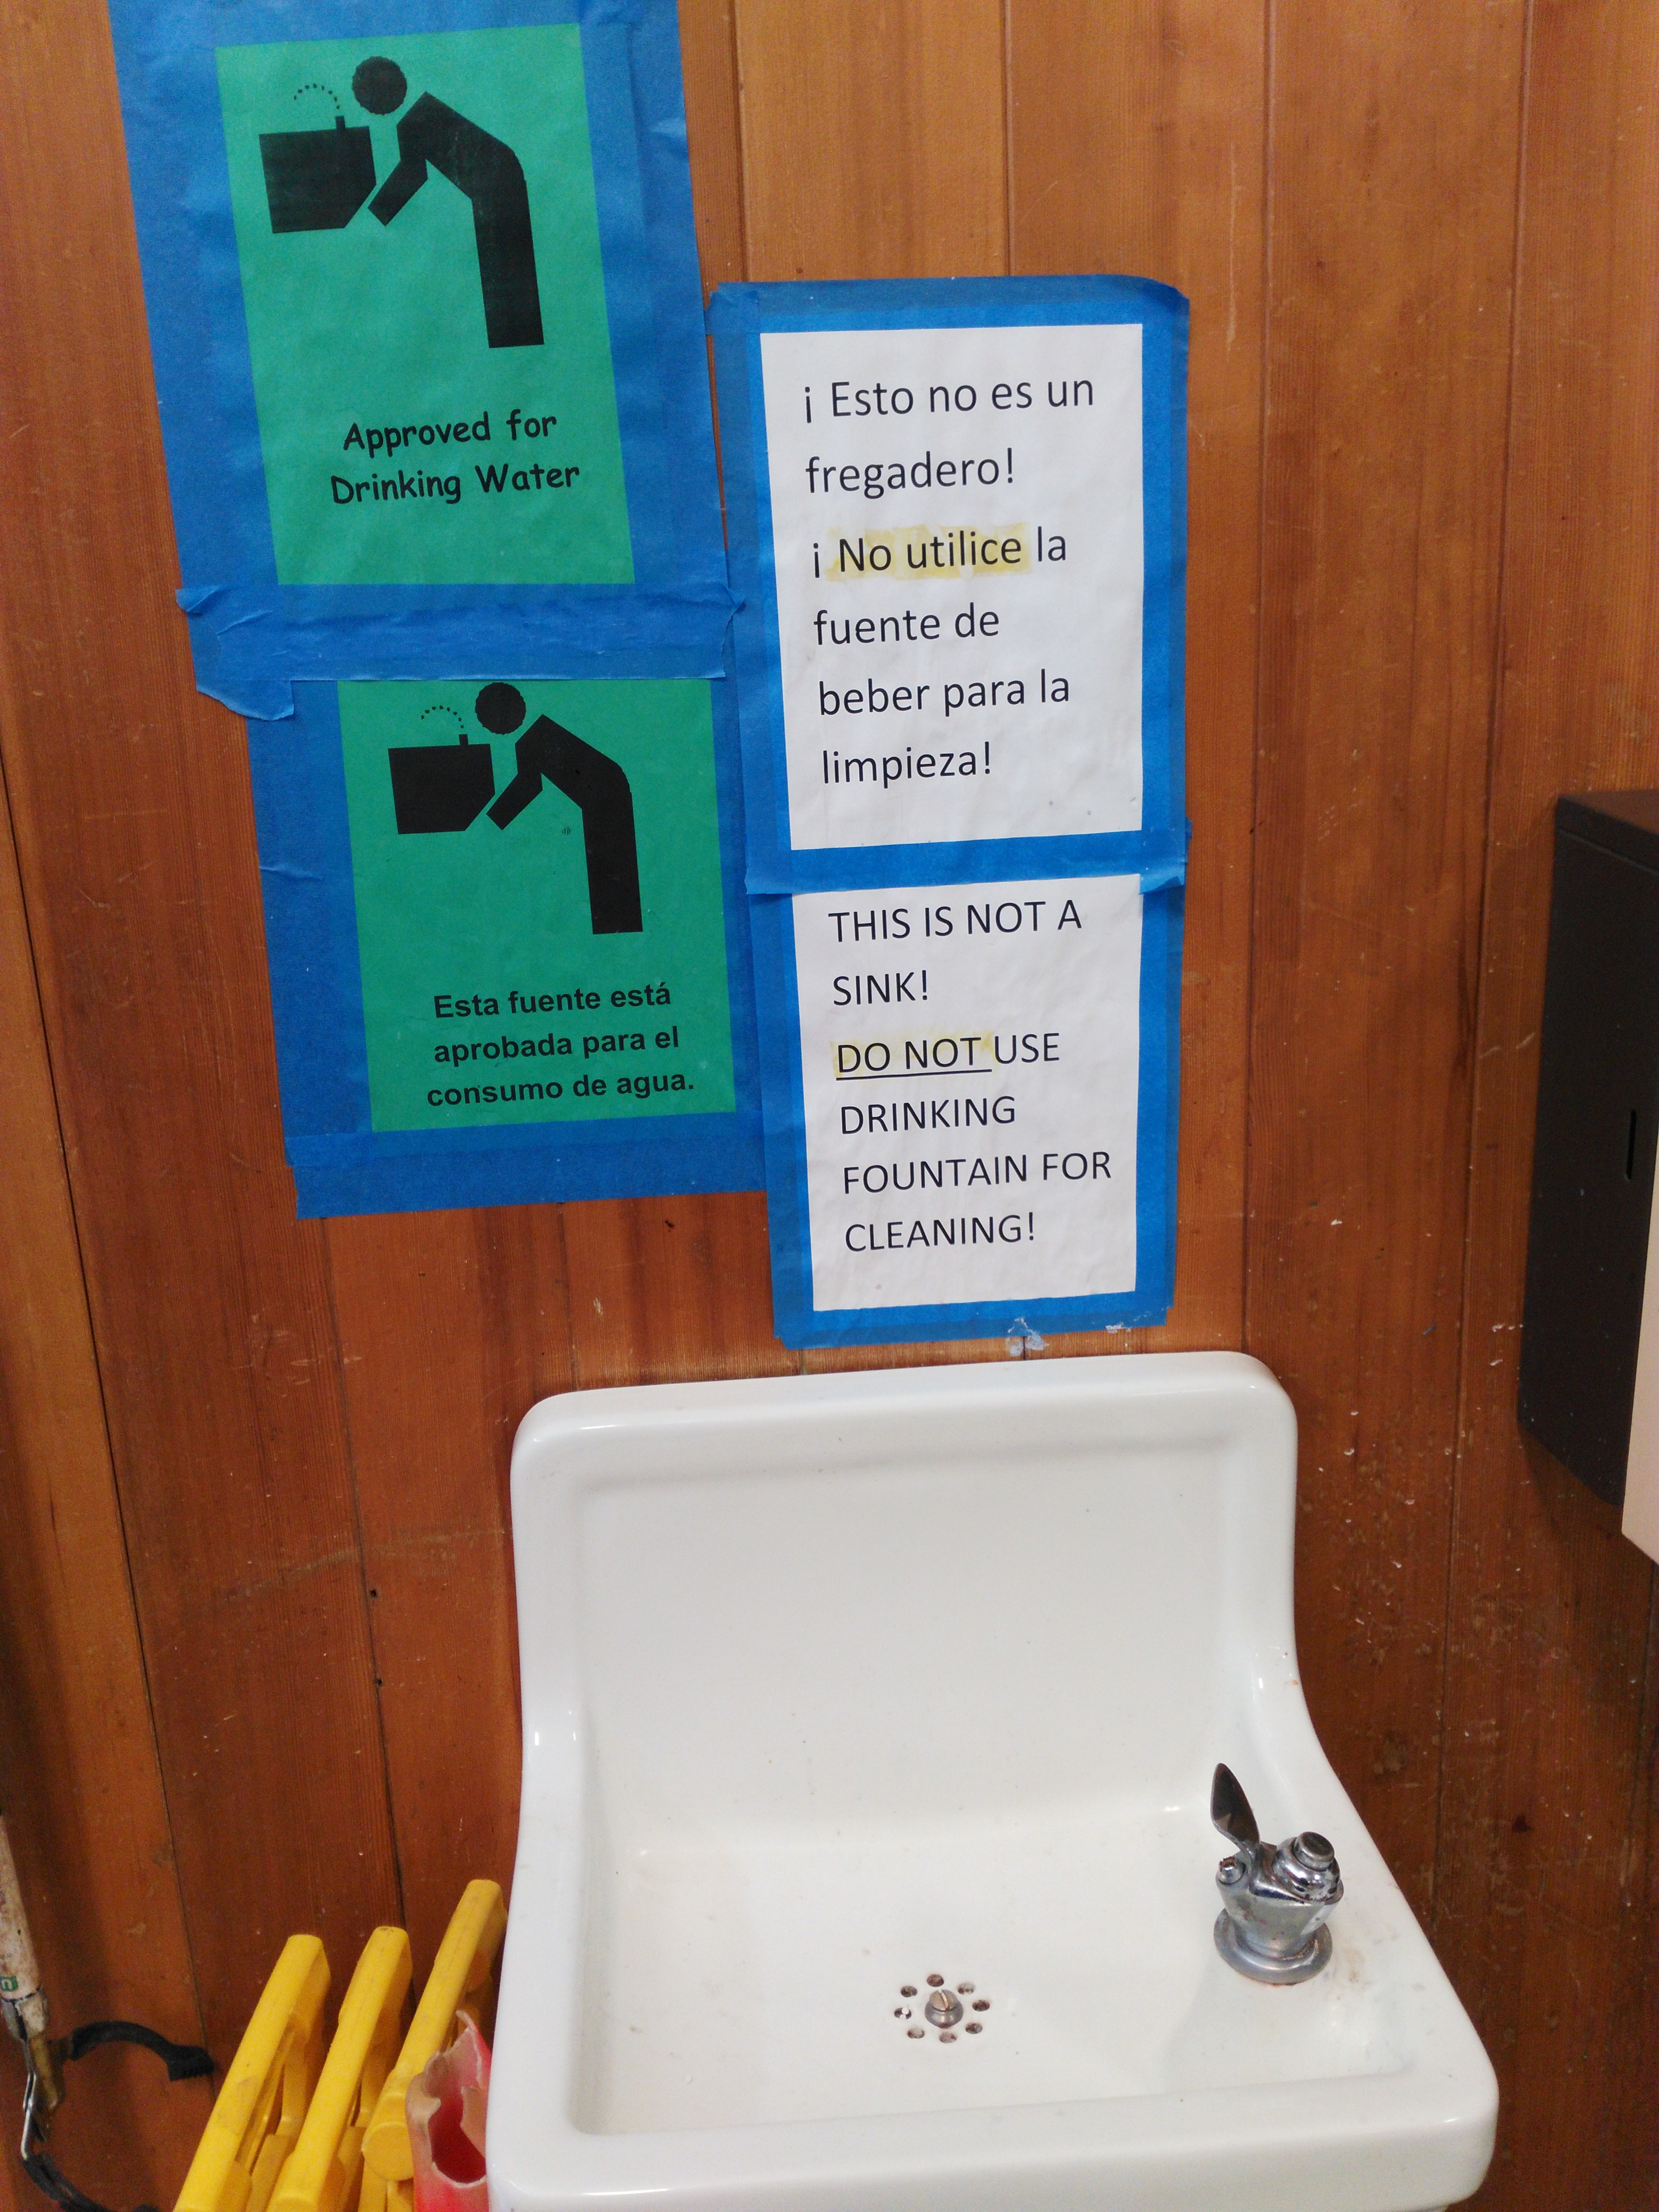 Approved for
Drinking Water
Esta fuente está
aprobada para el
consumo de agua.
¡ Esto no es un
fregadero!
¡ No utilice la
fuente de
beber para la
limpieza!
THIS IS NOT A
SINK!
DO NOT USE
DRINKING
FOUNTAIN FOR
CLEANING!